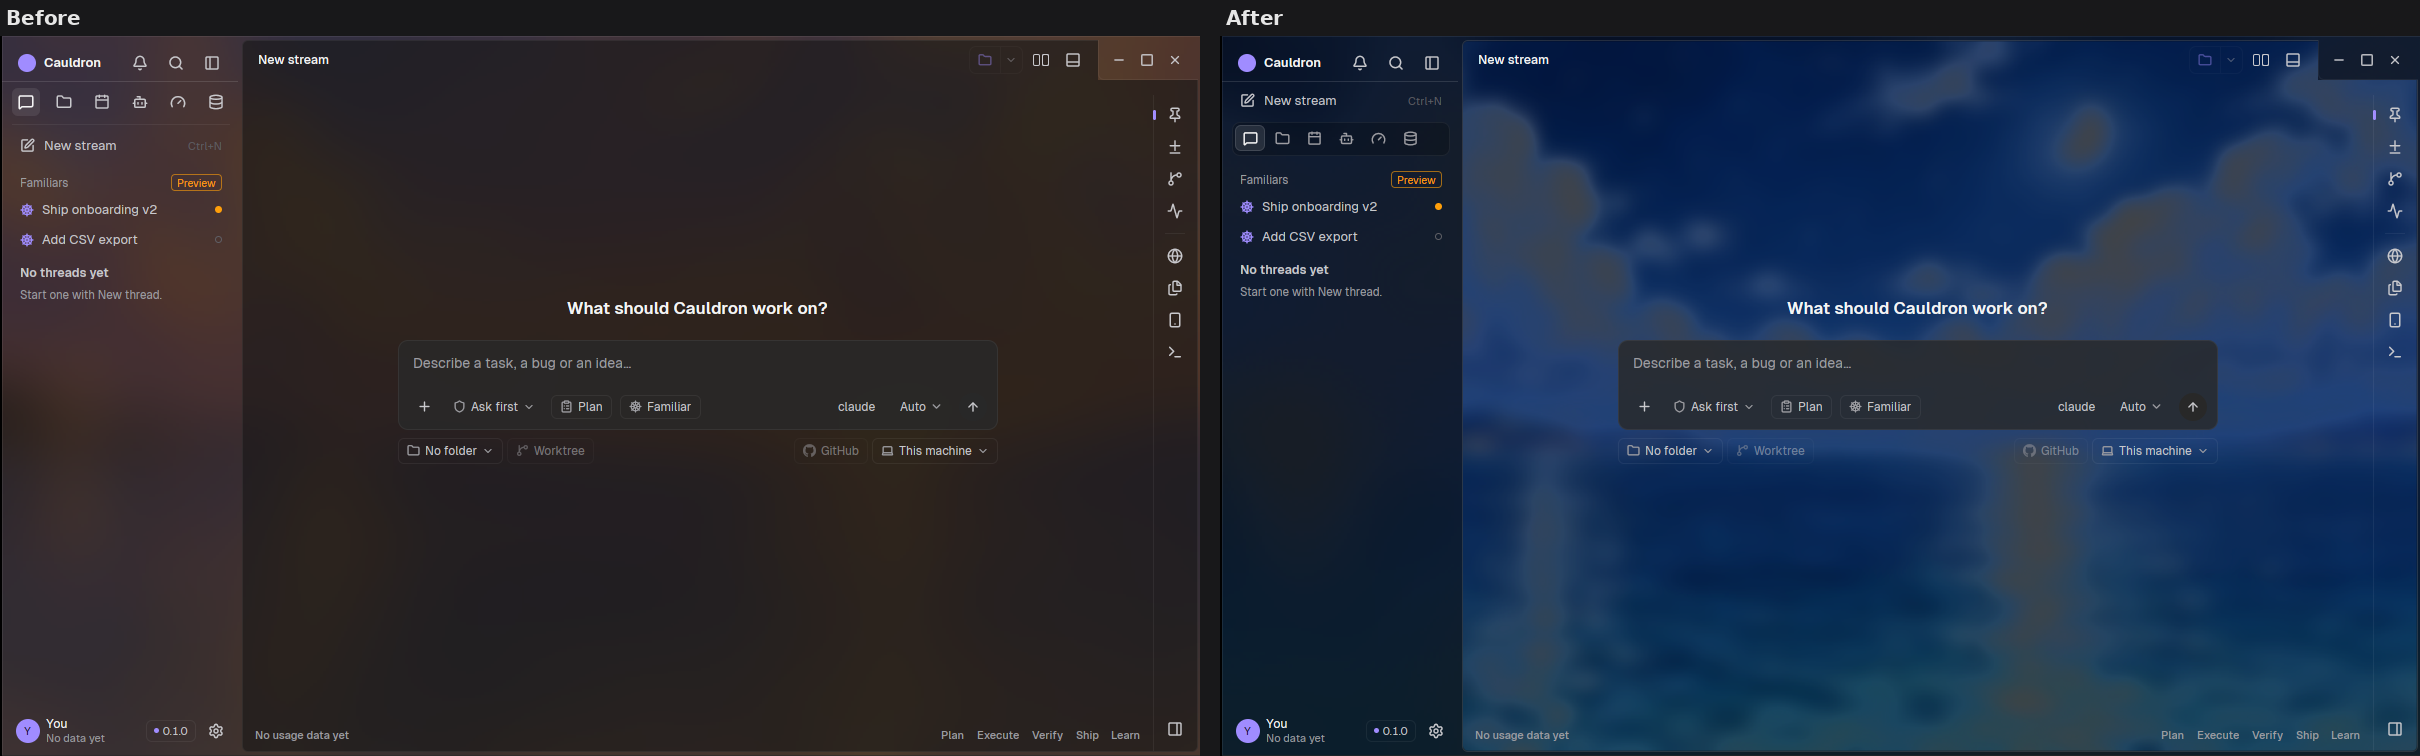 Before
Cauldron
New stream
New stream Ctrl+N
Familiars Preview
Ship onboarding v2
Add CSV export
No threads yet
Start one with New thread.
What should Cauldron work on?
Describe a task, a bug or an idea...
Ask first Plan Familiar claude Auto
No folder Worktree GitHub This machine
Y You
No data yet
0.1.0
No usage data yet
Plan Execute Verify Ship Learn
After
Cauldron
New stream
New stream Ctrl+N
Familiars Preview
Ship onboarding v2
Add CSV export
No threads yet
Start one with New thread.
What should Cauldron work on?
Describe a task, a bug or an idea...
Ask first Plan Familiar claude Auto
No folder Worktree GitHub This machine
Y You
No data yet
0.1.0
No usage data yet
Plan Execute Verify Ship Learn